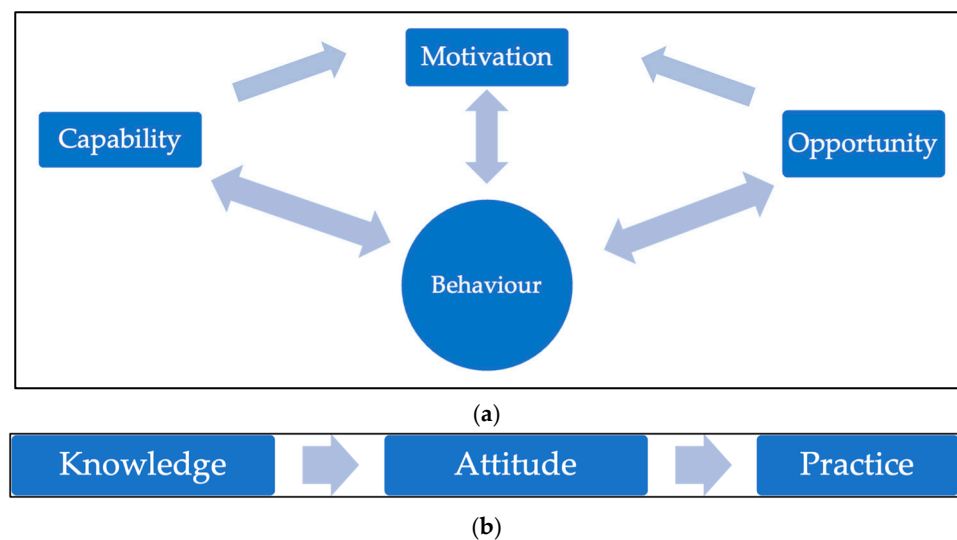 Motivation
Capability
Opportunity
Behaviour
(a)
Knowledge Attitude Practice
(b)